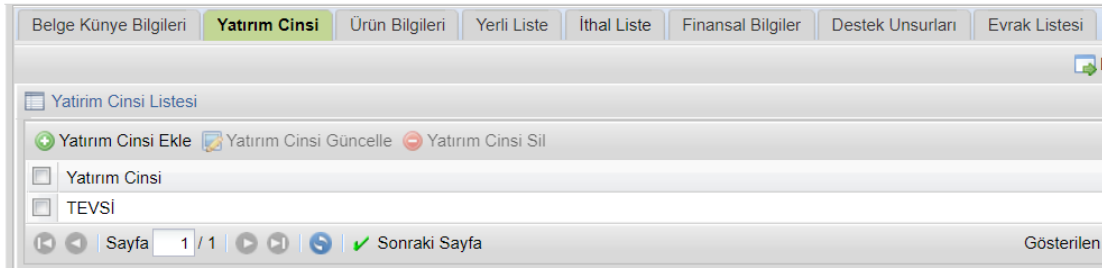 Belge Künye Bilgileri Yatırım Cinsi Ürün Bilgileri Yerli Liste İthal Liste Finansal Bilgiler Destek Unsurları Evrak Listesi
Yatirim Cinsi Listesi
Yatırım Cinsi Ekle Yatırım Cinsi Güncelle Yatırım Cinsi Sil
Yatırım Cinsi
TEVSİ
Sayfa 1 / 1 Sonraki Sayfa Gösterilen